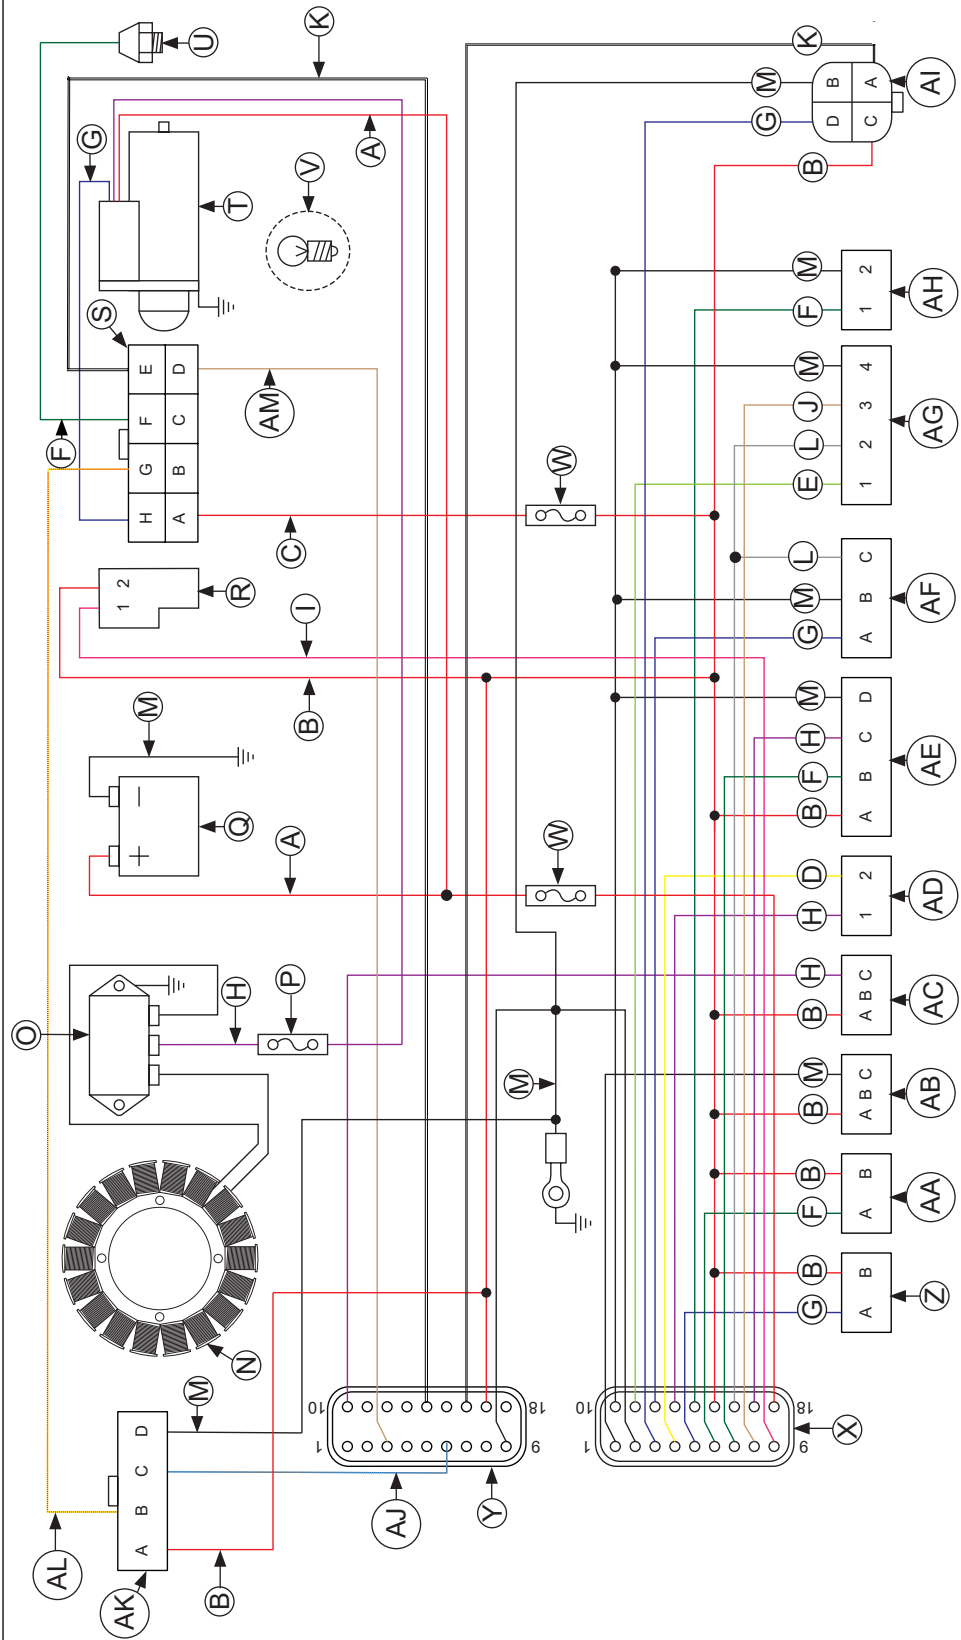 O
AL
F
G
AK
A B C D
M
1 2
S
H G F E
A B C D
U
B
M
N
H
Q
+ −
R
T
P
A
C
AM
B
I
V
K
A
10 18
1 9
AJ
Y
M
W
W
10 18
1 9
X
G B F B B M B H H D B F H M G M L E L J M F M B G M K
A B
Z
A B
AA
A B C
AB
A B C
AC
1 2
AD
A B C D
AE
A B C
AF
1 2 3 4
AG
1 2
AH
D B
C A
AI